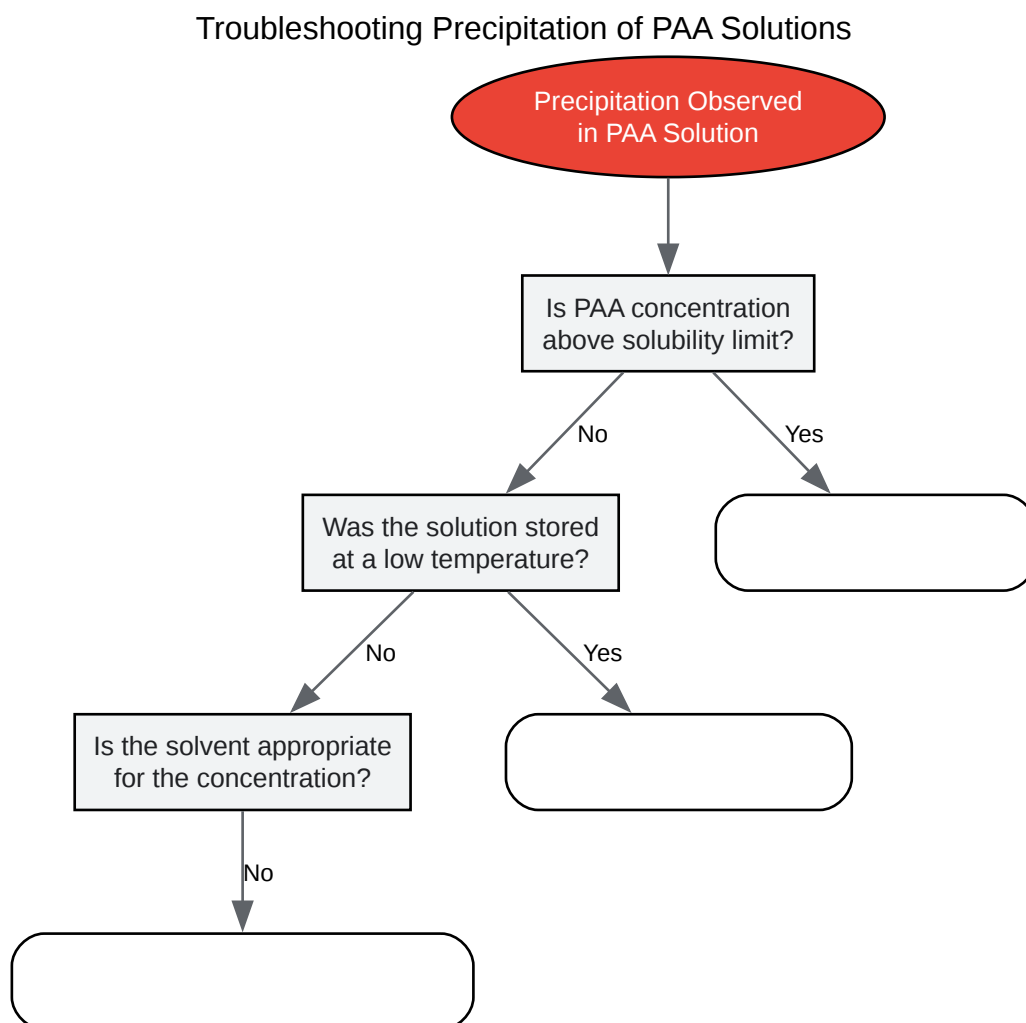 Troubleshooting Precipitation of PAA Solutions
Precipitation Observed
in PAA Solution
Is PAA concentration
above solubility limit?
No
Yes
Was the solution stored
at a low temperature?
No
Yes
Is the solvent appropriate
for the concentration?
No